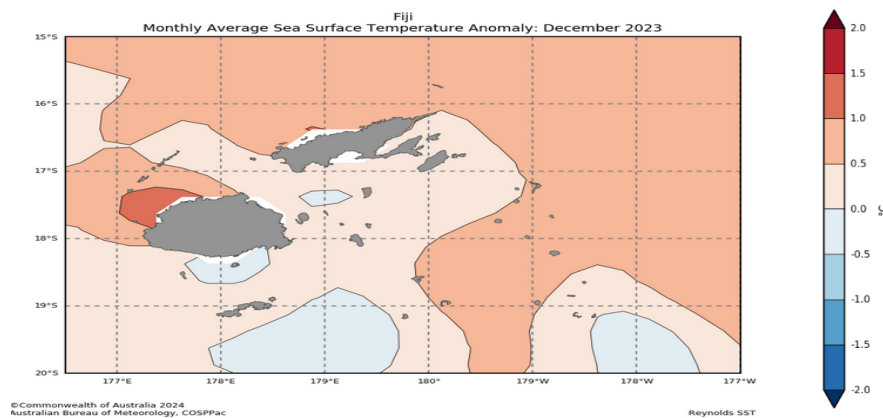 Fiji
Monthly Average Sea Surface Temperature Anomaly: December 2023
15°S
16°S
17°S
18°S
19°S
20°S
177°E
178°E
179°E
180°
179°W
178°W
177°W
2.0
1.5
1.0
0.5
0.0
-0.5
-1.0
-1.5
-2.0
°C
©Commonwealth of Australia 2024
Australian Bureau of Meteorology, COSPPac
Reynolds SST